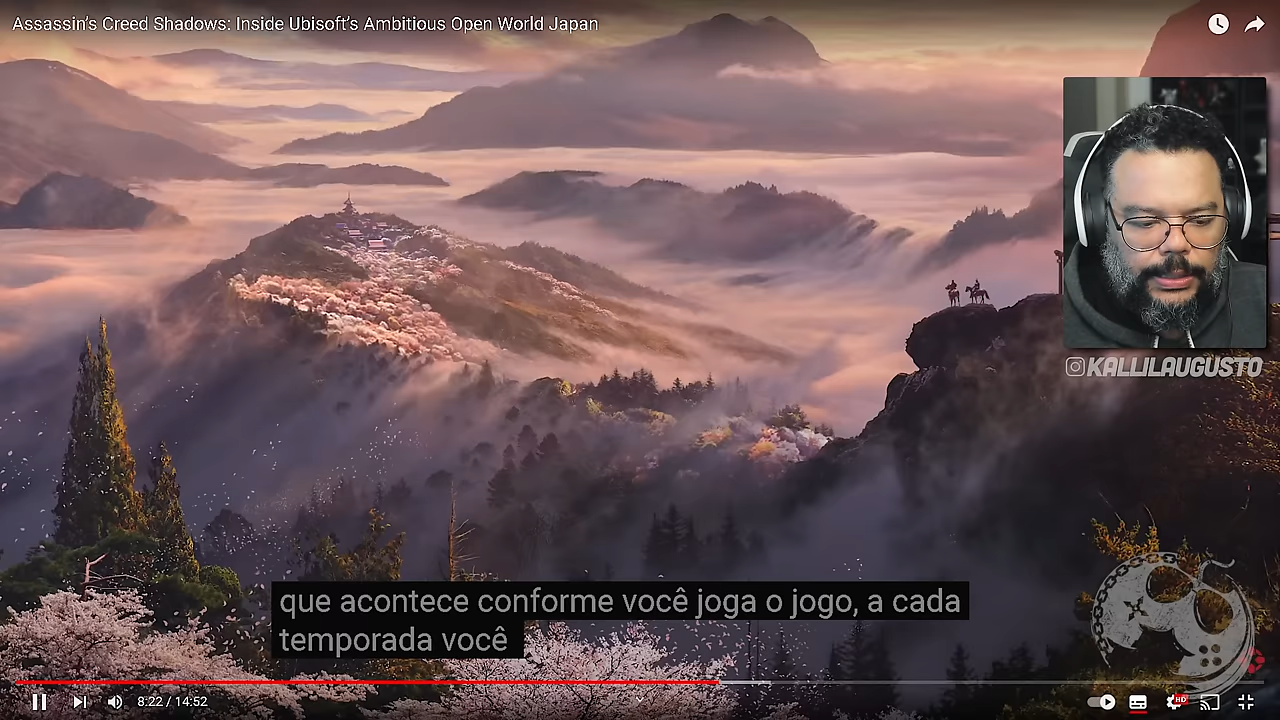 Assassin's Creed Shadows: Inside Ubisoft's Ambitious Open World Japan
KALLILAUGUSTO
que acontece conforme você joga o jogo, a cada
temporada você
8:22 / 14:52
HD